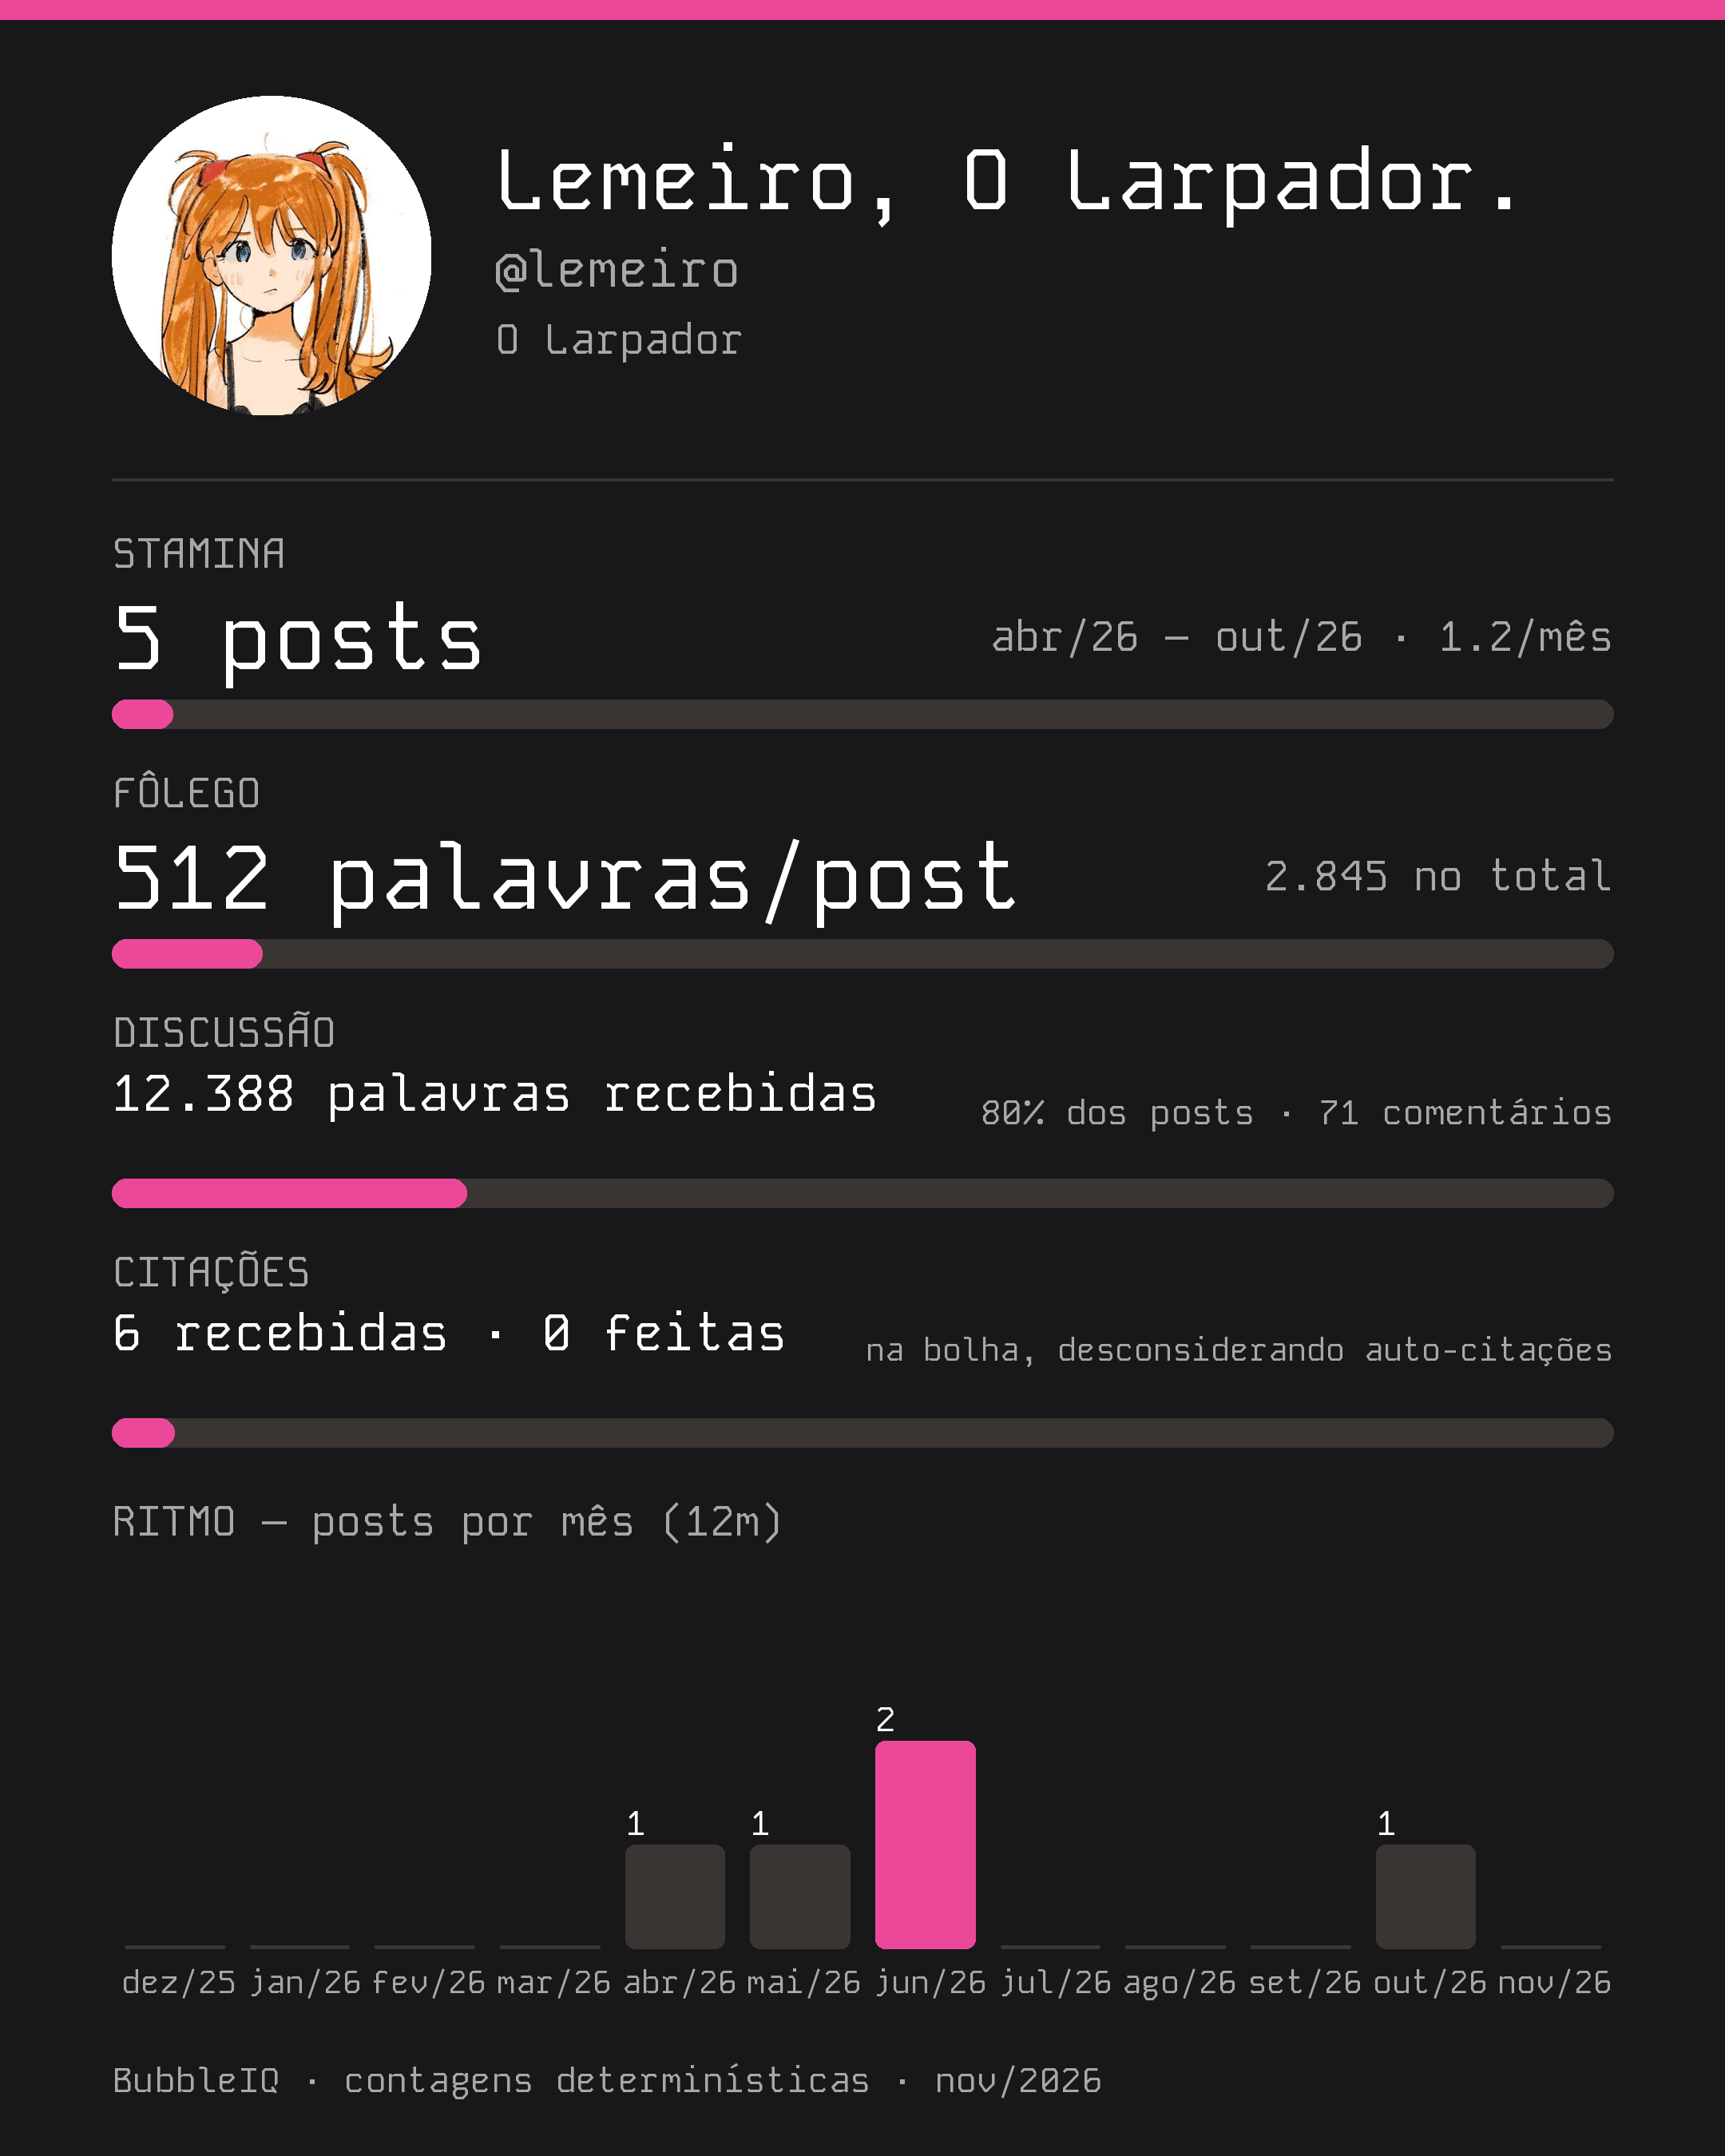 Lemeiro, O Larpador.
@lemeiro
O Larpador
STAMINA
5 posts
abr/26 — out/26 · 1.2/mês
FÔLEGO
512 palavras/post
2.845 no total
DISCUSSÃO
12.388 palavras recebidas
80% dos posts · 71 comentários
CITAÇÕES
6 recebidas · 0 feitas
na bolha, desconsiderando auto-citações
RITMO — posts por mês (12m)
2
1 1 1
dez/25 jan/26 fev/26 mar/26 abr/26 mai/26 jun/26 jul/26 ago/26 set/26 out/26 nov/26
BubbleIQ · contagens determinísticas · nov/2026